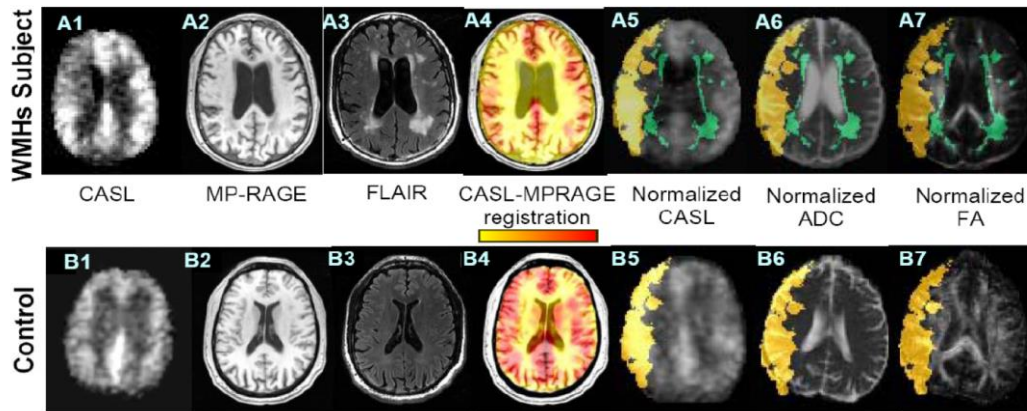 WMHs Subject
A1 A2 A3 A4 A5 A6 A7
CASL MP-RAGE FLAIR CASL-MPRAGE Normalized Normalized Normalized
registration CASL ADC FA
Control
B1 B2 B3 B4 B5 B6 B7